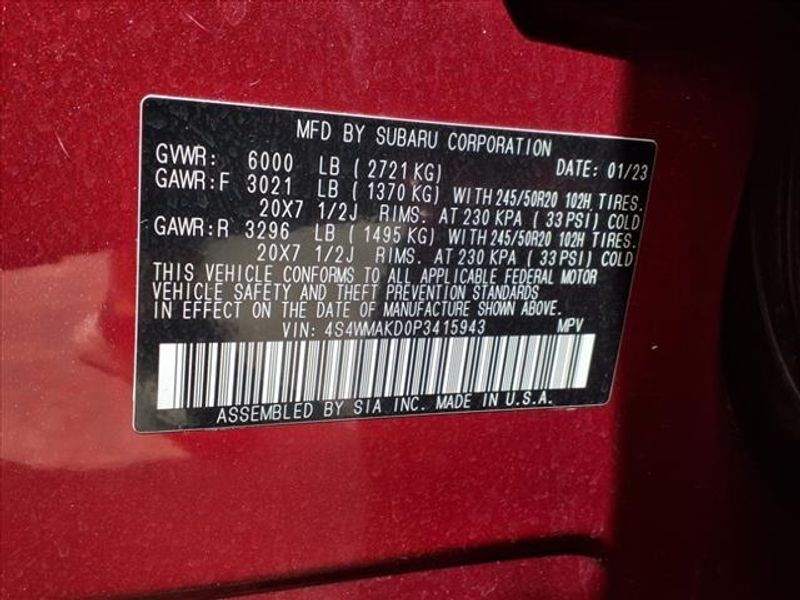 MFD BY SUBARU CORPORATION
GVWR: 6000 LB ( 2721 KG) DATE: 01/23
GAWR:F 3021 LB ( 1370 KG) WITH 245/50R20 102H TIRES.
20X7 1/2J RIMS. AT 230 KPA ( 33 PSI) COLD
GAWR:R 3296 LB ( 1495 KG) WITH 245/50R20 102H TIRES.
20X7 1/2J RIMS. AT 230 KPA ( 33 PSI) COLD
THIS VEHICLE CONFORMS TO ALL APPLICABLE FEDERAL MOTOR
VEHICLE SAFETY AND THEFT PREVENTION STANDARDS
IN EFFECT ON THE DATE OF MANUFACTURE SHOWN ABOVE.
VIN: 4S4WMAKD0P3415943 MPV
ASSEMBLED BY SIA INC. MADE IN U.S.A.